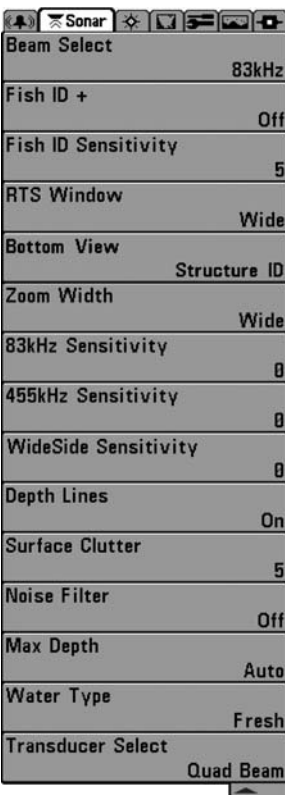 Sonar
Beam Select
83kHz
Fish ID +
Off
Fish ID Sensitivity
5
RTS Window
Wide
Bottom View
Structure ID
Zoom Width
Wide
83kHz Sensitivity
0
455kHz Sensitivity
0
WideSide Sensitivity
0
Depth Lines
On
Surface Clutter
5
Noise Filter
Off
Max Depth
Auto
Water Type
Fresh
Transducer Select
Quad Beam